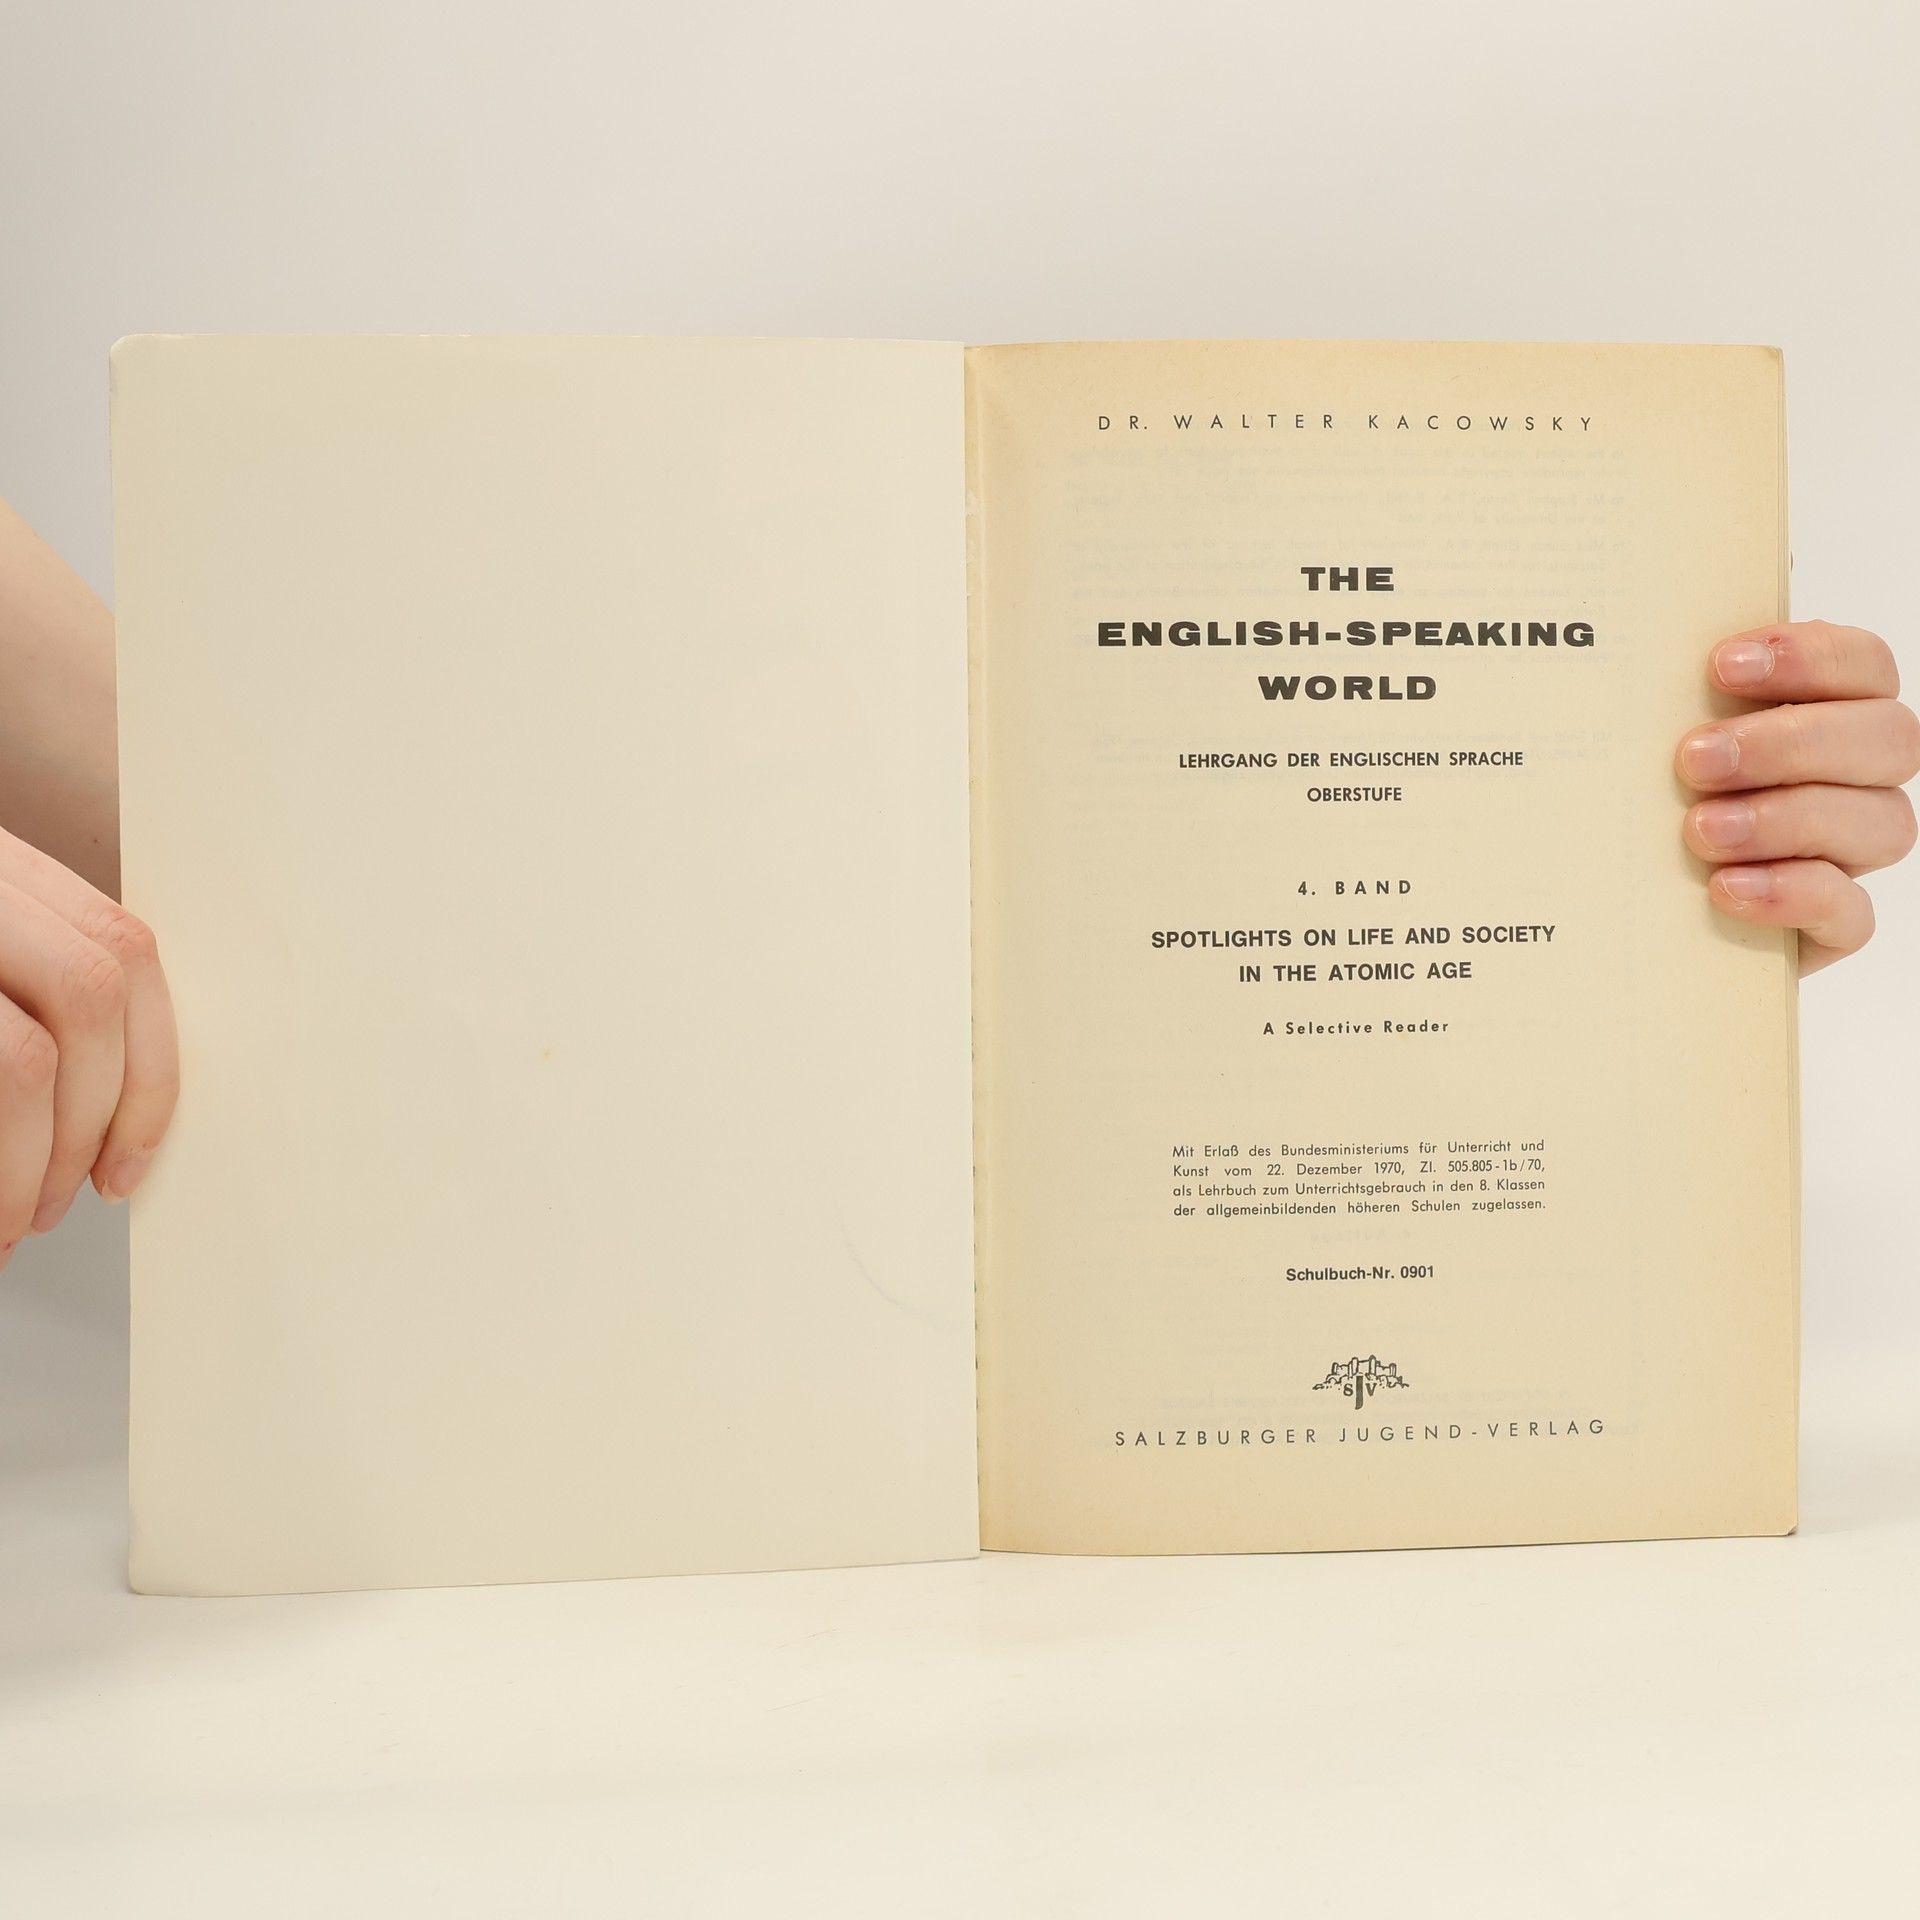 DR. WALTER KACOWSKY
THE
ENGLISH-SPEAKING
WORLD
LEHRGANG DER ENGLISCHEN SPRACHE
OBERSTUFE
4. BAND
SPOTLIGHTS ON LIFE AND SOCIETY
IN THE ATOMIC AGE
A Selective Reader
Mit Erlaß des Bundesministeriums für Unterricht und
Kunst vom 22. Dezember 1970, Zl. 505.805-1b/70,
als Lehrbuch zum Unterrichtsgebrauch in den 8. Klassen
der allgemeinbildenden höheren Schulen zugelassen.
Schulbuch-Nr. 0901
SJV
SALZBURGER JUGEND-VERLAG